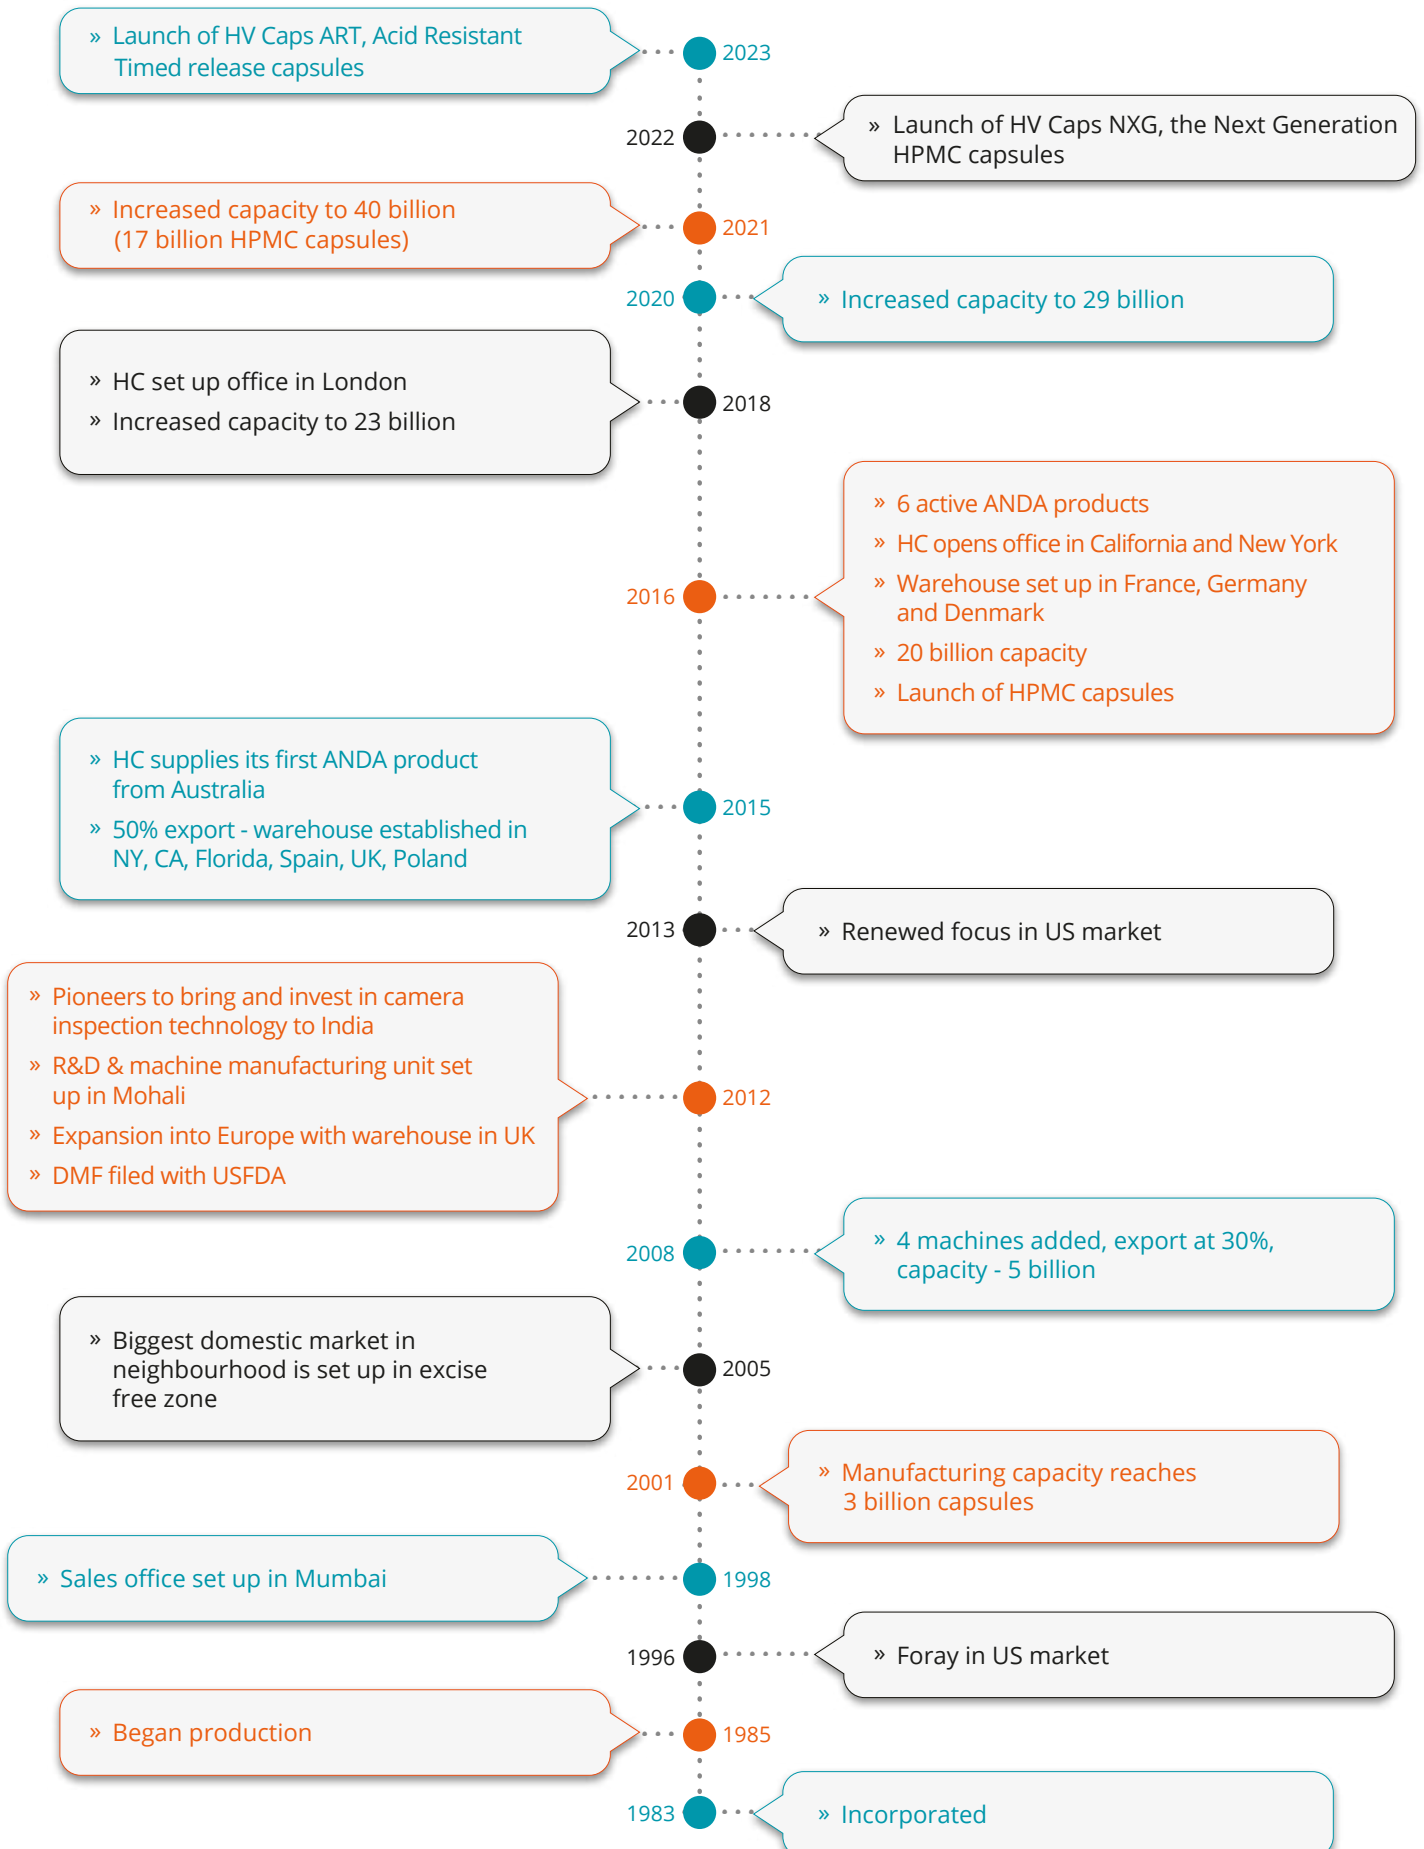 » Launch of HV Caps ART, Acid Resistant
Timed release capsules
2023
2022
» Launch of HV Caps NXG, the Next Generation
HPMC capsules
» Increased capacity to 40 billion
(17 billion HPMC capsules)
2021
2020
» Increased capacity to 29 billion
» HC set up office in London
» Increased capacity to 23 billion
2018
2016
» 6 active ANDA products
» HC opens office in California and New York
» Warehouse set up in France, Germany
and Denmark
» 20 billion capacity
» Launch of HPMC capsules
» HC supplies its first ANDA product
from Australia
» 50% export - warehouse established in
NY, CA, Florida, Spain, UK, Poland
2015
2013
» Renewed focus in US market
» Pioneers to bring and invest in camera
inspection technology to India
» R&D & machine manufacturing unit set
up in Mohali
» Expansion into Europe with warehouse in UK
» DMF filed with USFDA
2012
2008
» 4 machines added, export at 30%,
capacity - 5 billion
» Biggest domestic market in
neighbourhood is set up in excise
free zone
2005
2001
» Manufacturing capacity reaches
3 billion capsules
» Sales office set up in Mumbai
1998
1996
» Foray in US market
» Began production
1985
1983
» Incorporated